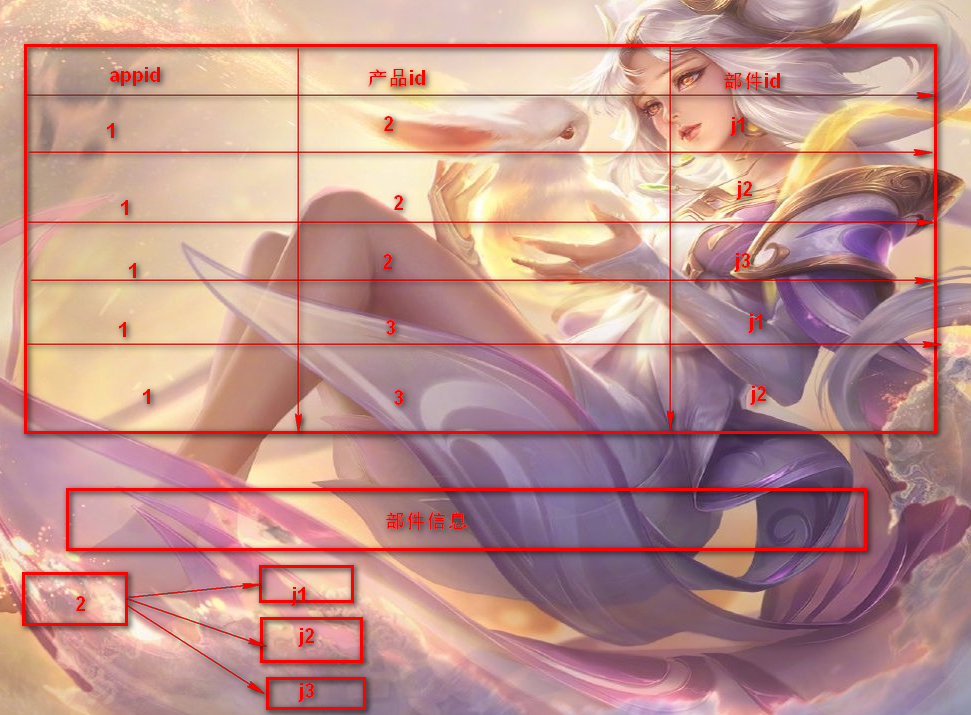 appid 产品id 部件id
1 2 j1
1 2 j2
1 2 j3
1 3 j1
1 3 j2
部件信息
2
j1
j2
j3